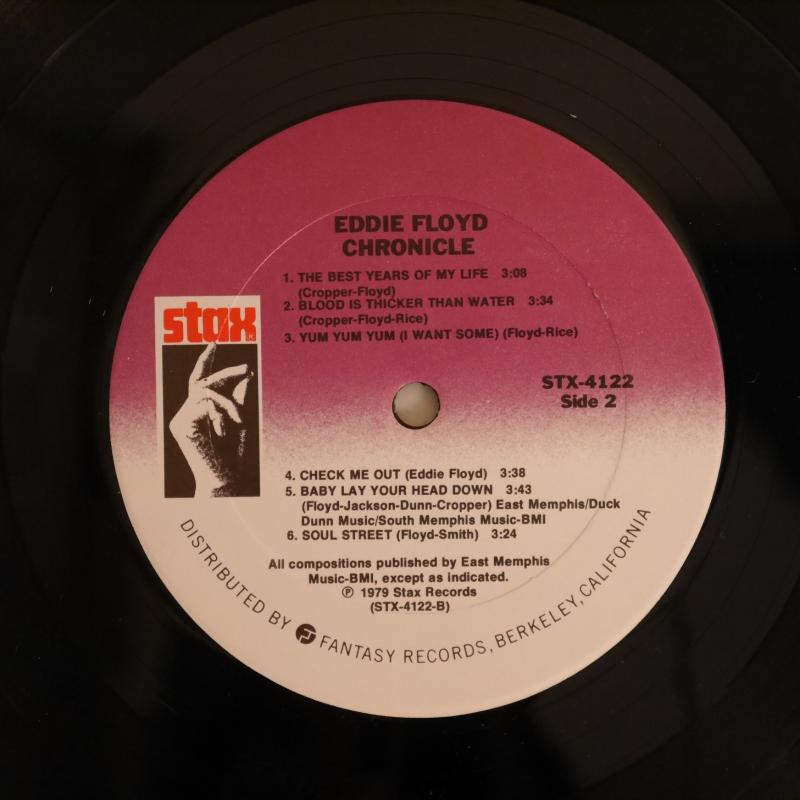 EDDIE FLOYD
CHRONICLE
1. THE BEST YEARS OF MY LIFE 3:08
(Cropper-Floyd)
2. BLOOD IS THICKER THAN WATER 3:34
(Cropper-Floyd-Rice)
3. YUM YUM YUM (I WANT SOME) (Floyd-Rice)
stax
STX-4122
Side 2
4. CHECK ME OUT (Eddie Floyd) 3:38
5. BABY LAY YOUR HEAD DOWN 3:43
(Floyd-Jackson-Dunn-Cropper) East Memphis/Duck
Dunn Music/South Memphis Music-BMI
6. SOUL STREET (Floyd-Smith) 3:24
All compositions published by East Memphis
Music-BMI, except as indicated.
℗ 1979 Stax Records
(STX-4122-B)
DISTRIBUTED BY FANTASY RECORDS, BERKELEY, CALIFORNIA